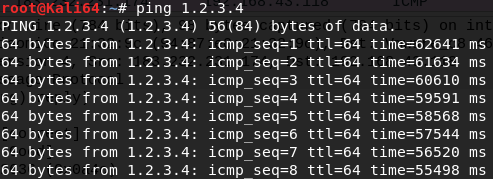 root@Kali64:~# ping 1.2.3.4
PING 1.2.3.4 (1.2.3.4) 56(84) bytes of data.
64 bytes from 1.2.3.4: icmp_seq=1 ttl=64 time=62641 ms
64 bytes from 1.2.3.4: icmp_seq=2 ttl=64 time=61634 ms
64 bytes from 1.2.3.4: icmp_seq=3 ttl=64 time=60610 ms
64 bytes from 1.2.3.4: icmp_seq=4 ttl=64 time=59591 ms
64 bytes from 1.2.3.4: icmp_seq=5 ttl=64 time=58568 ms
64 bytes from 1.2.3.4: icmp_seq=6 ttl=64 time=57544 ms
64 bytes from 1.2.3.4: icmp_seq=7 ttl=64 time=56520 ms
64 bytes from 1.2.3.4: icmp_seq=8 ttl=64 time=55498 ms